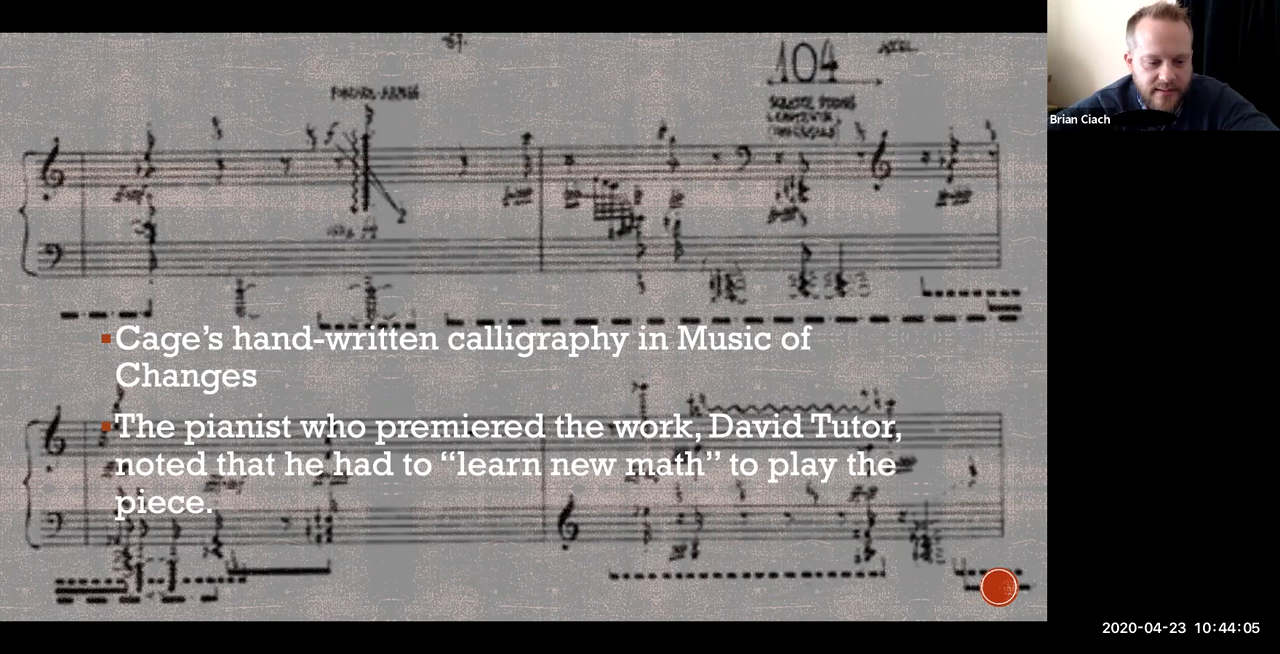 104
Brian Ciach
Cage’s hand-written calligraphy in Music of
Changes
The pianist who premiered the work, David Tutor,
noted that he had to “learn new math” to play the
piece.
2020-04-23 10:44:05